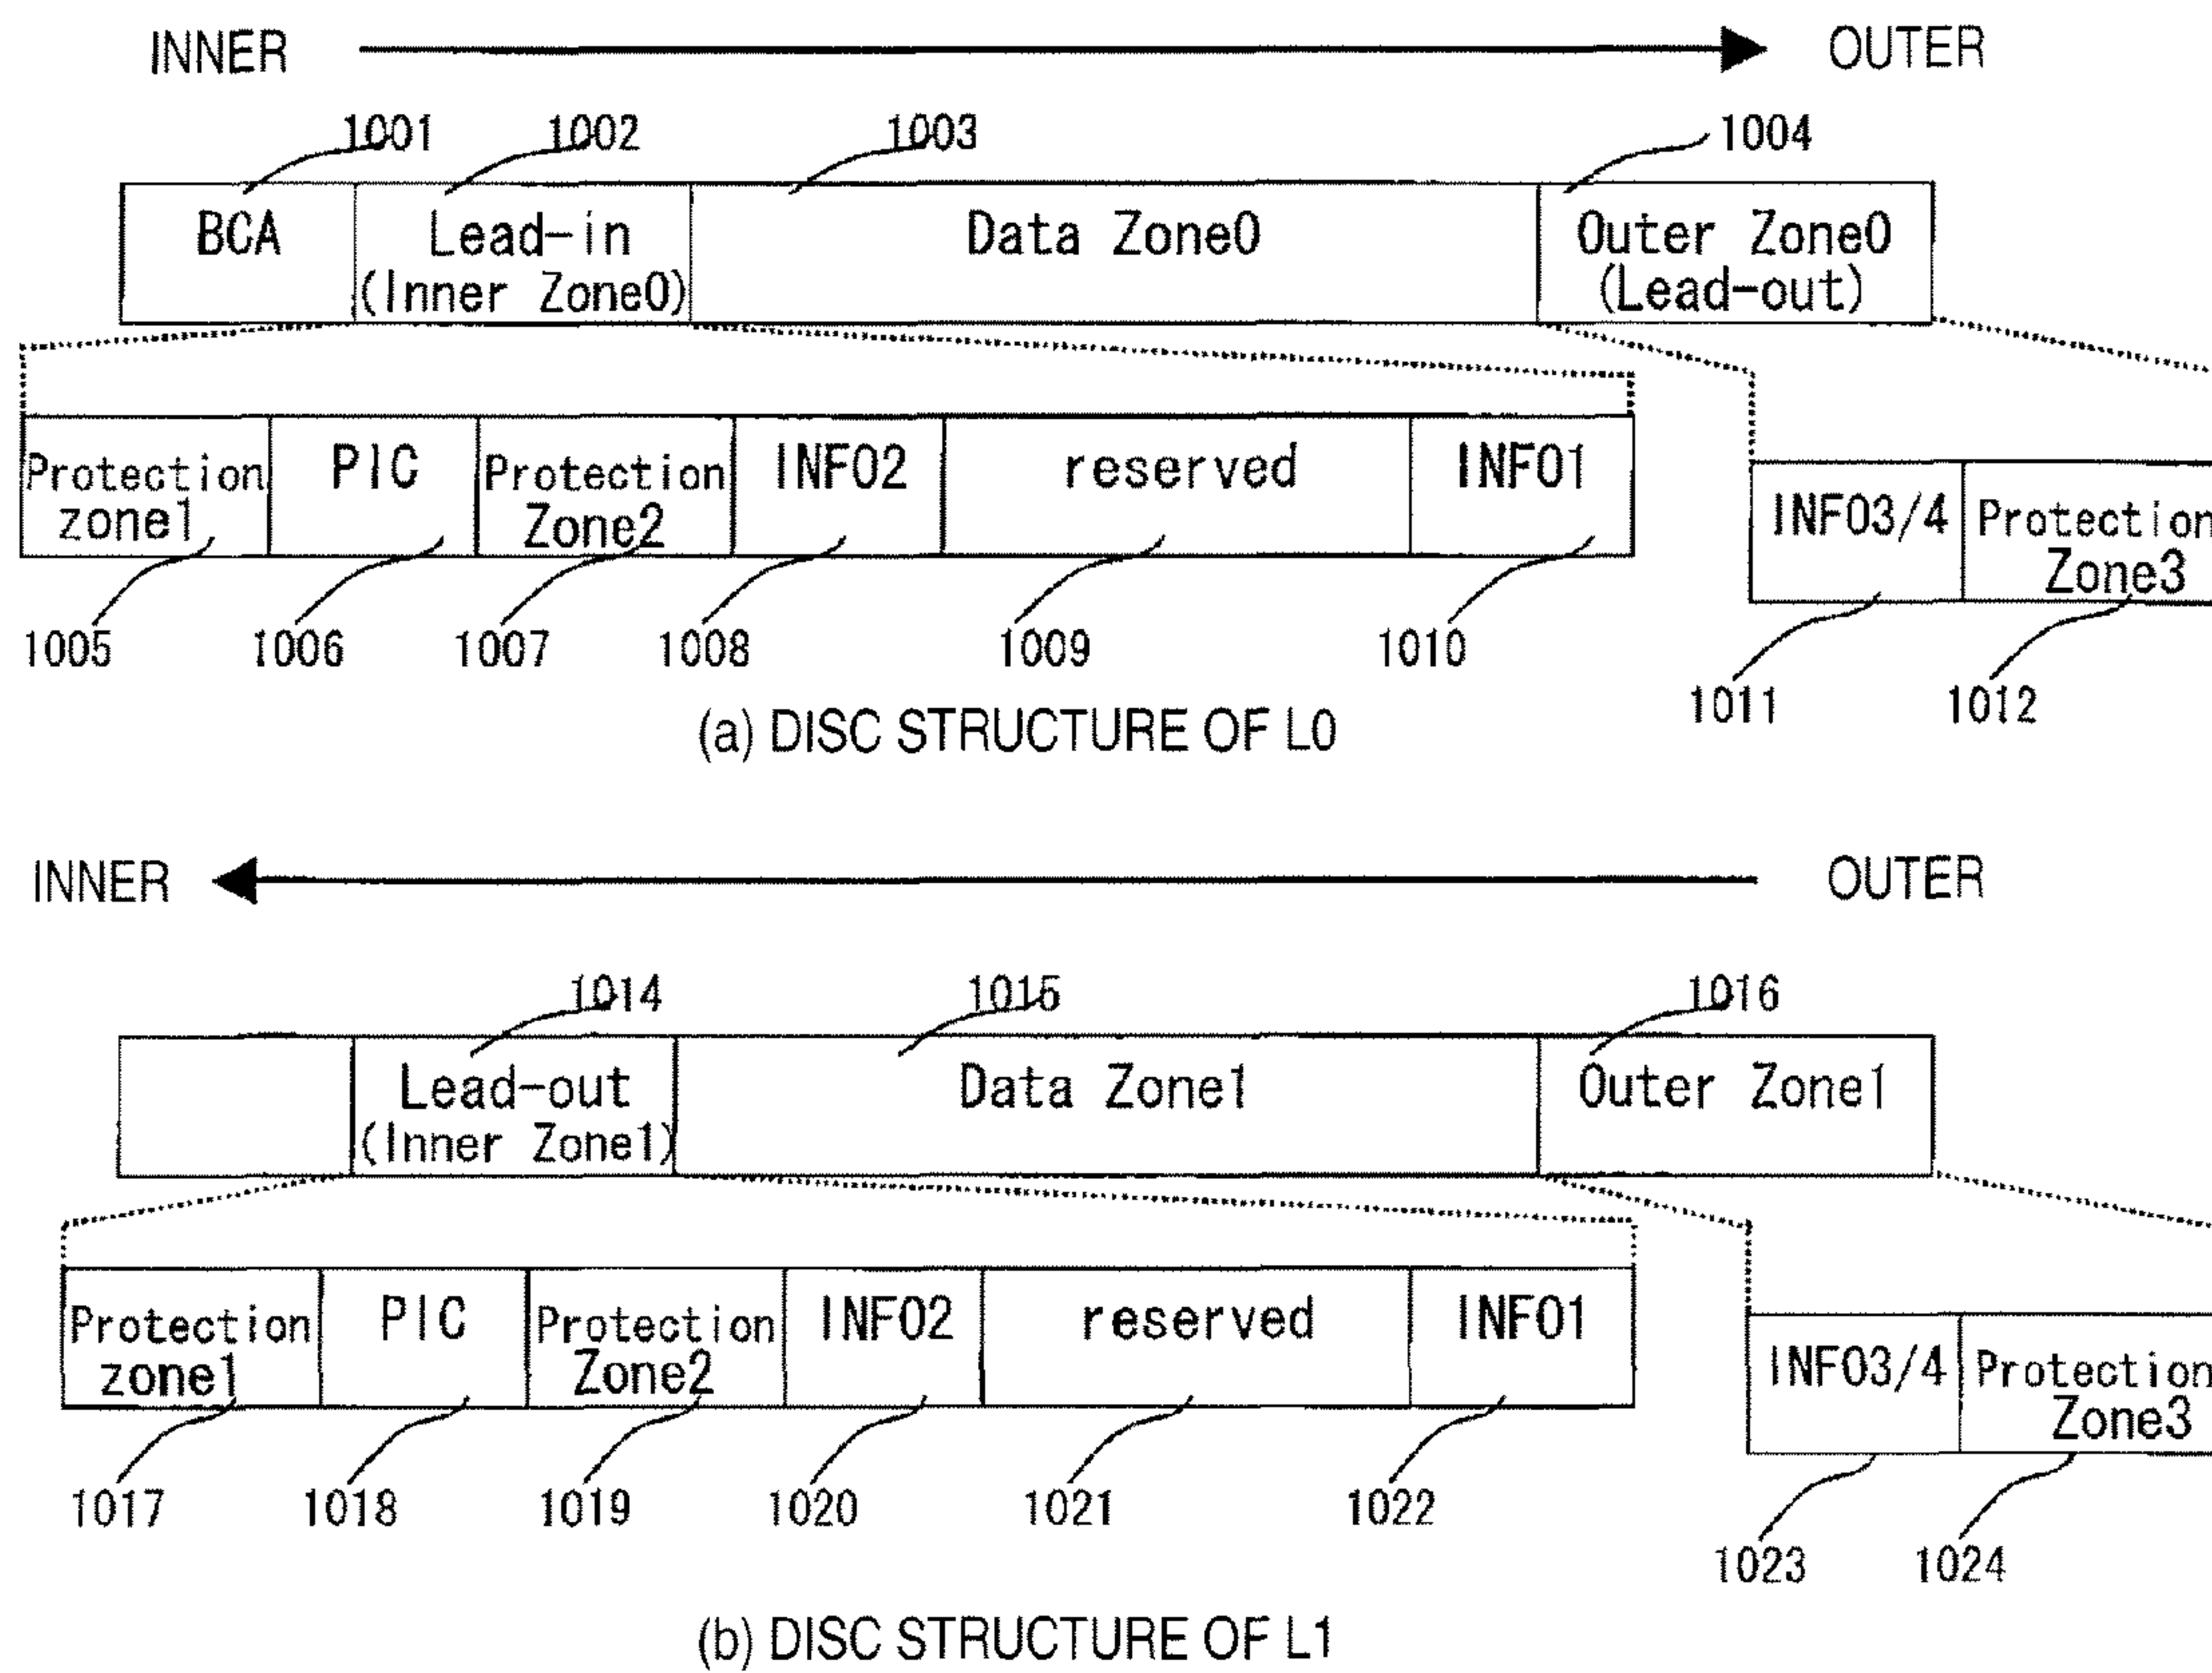 INNER OUTER
1001 1002 1003 1004
BCA Lead-in Data Zone0 Outer Zone0
(Inner Zone0) (Lead-out)
Protection PIC Protection INFO2 reserved INFO1
zone1 Zone2
INFO3/4 Protection
Zone3
1005 1006 1007 1008 1009 1010
1011 1012
(a) DISC STRUCTURE OF L0
INNER OUTER
1014 1015 1016
Lead-out Data Zone1 Outer Zone1
(Inner Zone1)
Protection PIC Protection INFO2 reserved INFO1
zone1 Zone2
INFO3/4 Protection
Zone3
1017 1018 1019 1020 1021 1022
1023 1024
(b) DISC STRUCTURE OF L1